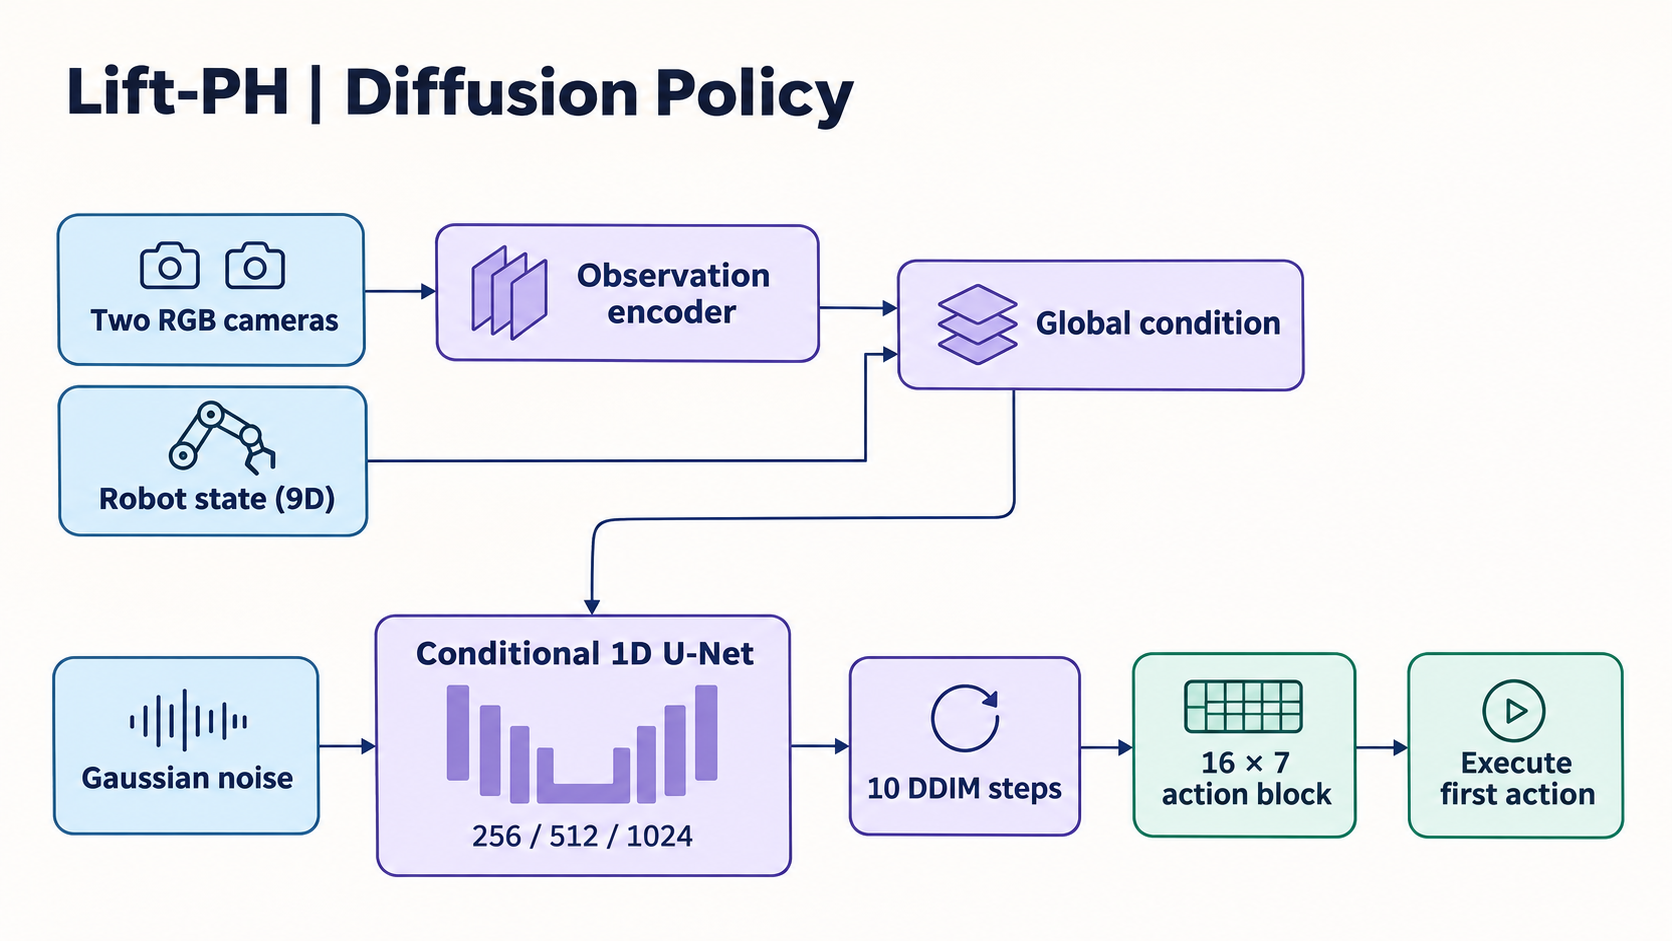 Lift-PH | Diffusion Policy
Two RGB cameras
Observation
encoder
Global condition
Robot state (9D)
Gaussian noise
Conditional 1D U-Net
256 / 512 / 1024
10 DDIM steps
16 × 7
action block
Execute
first action